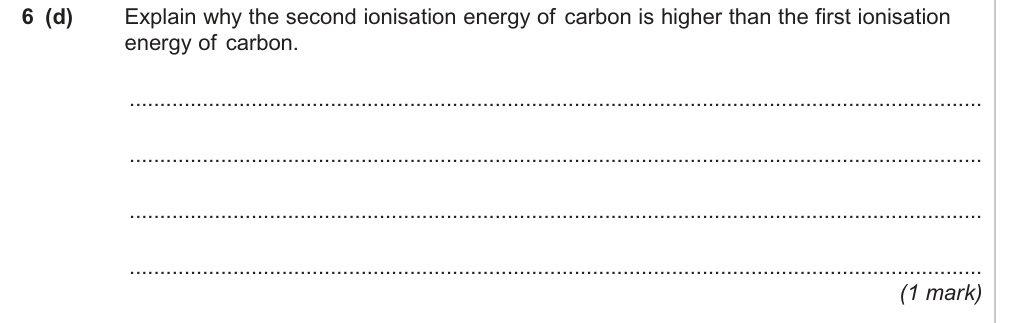 6 (d) Explain why the second ionisation energy of carbon is higher than the first ionisation
energy of carbon.
(1 mark)